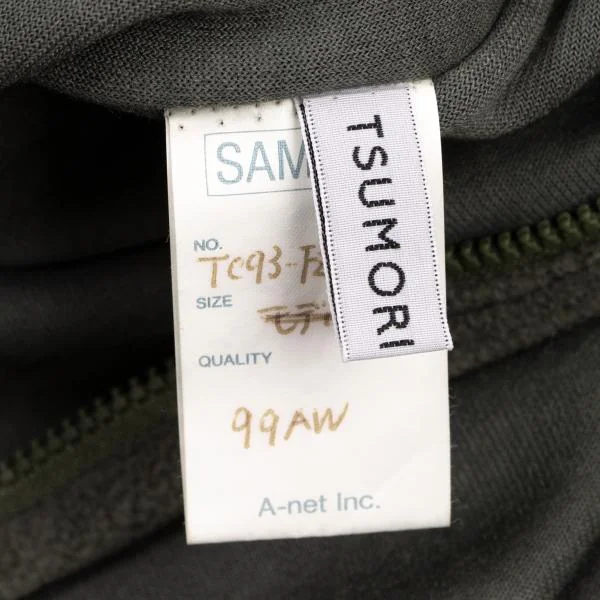 SAM
NO.
TC93-F
SIZE
QUALITY
99AW
A-net Inc.
TSUMORI